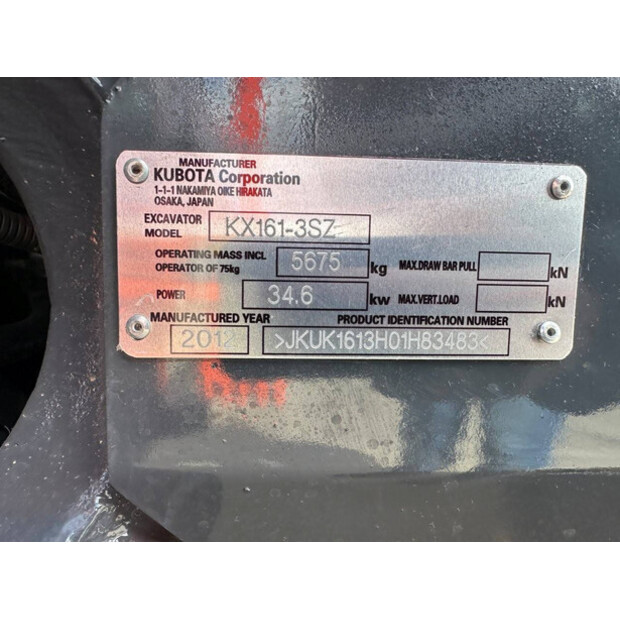 MANUFACTURER
KUBOTA Corporation
1-1-1 NAKAMIYA OIKE HIRAKATA
OSAKA, JAPAN
EXCAVATOR MODEL KX161-3SZ
OPERATING MASS INCL OPERATOR OF 75kg 5675 kg MAX.DRAW BAR PULL kN
POWER 34.6 kw MAX.VERT.LOAD kN
MANUFACTURED YEAR PRODUCT IDENTIFICATION NUMBER
2012 >JKUK1613H01H83483<